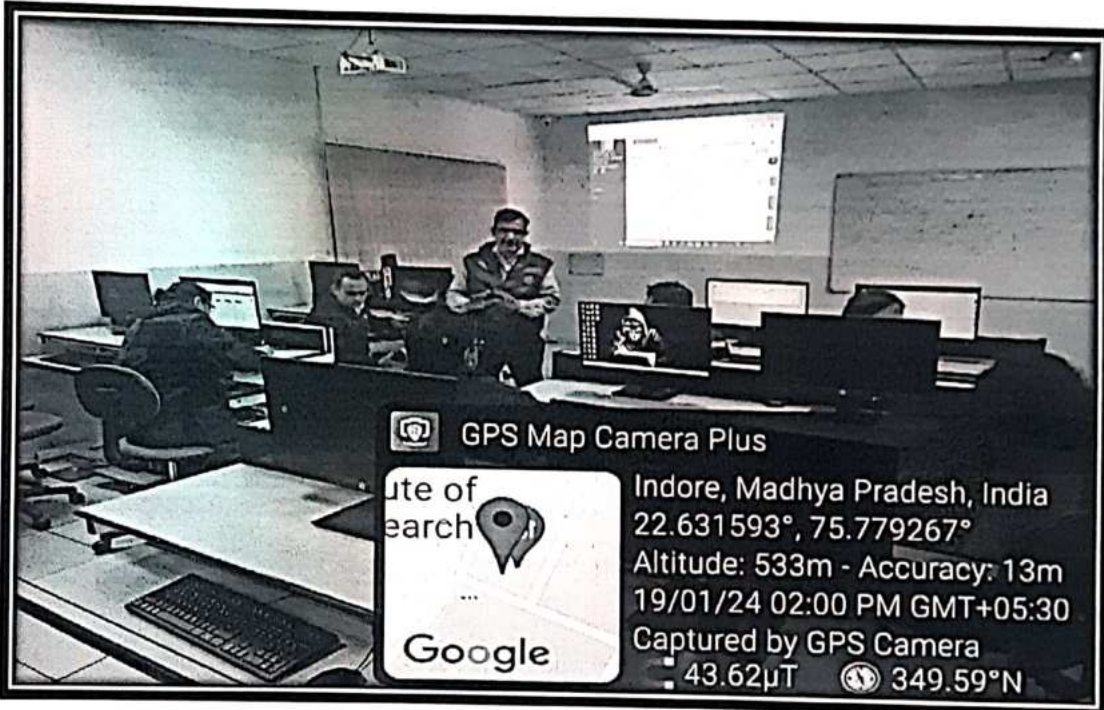 GPS Map Camera Plus
ute of
earch
Google
Indore, Madhya Pradesh, India
22.631593°, 75.779267°
Altitude: 533m - Accuracy: 13m
19/01/24 02:00 PM GMT+05:30
Captured by GPS Camera
43.62µT
349.59°N